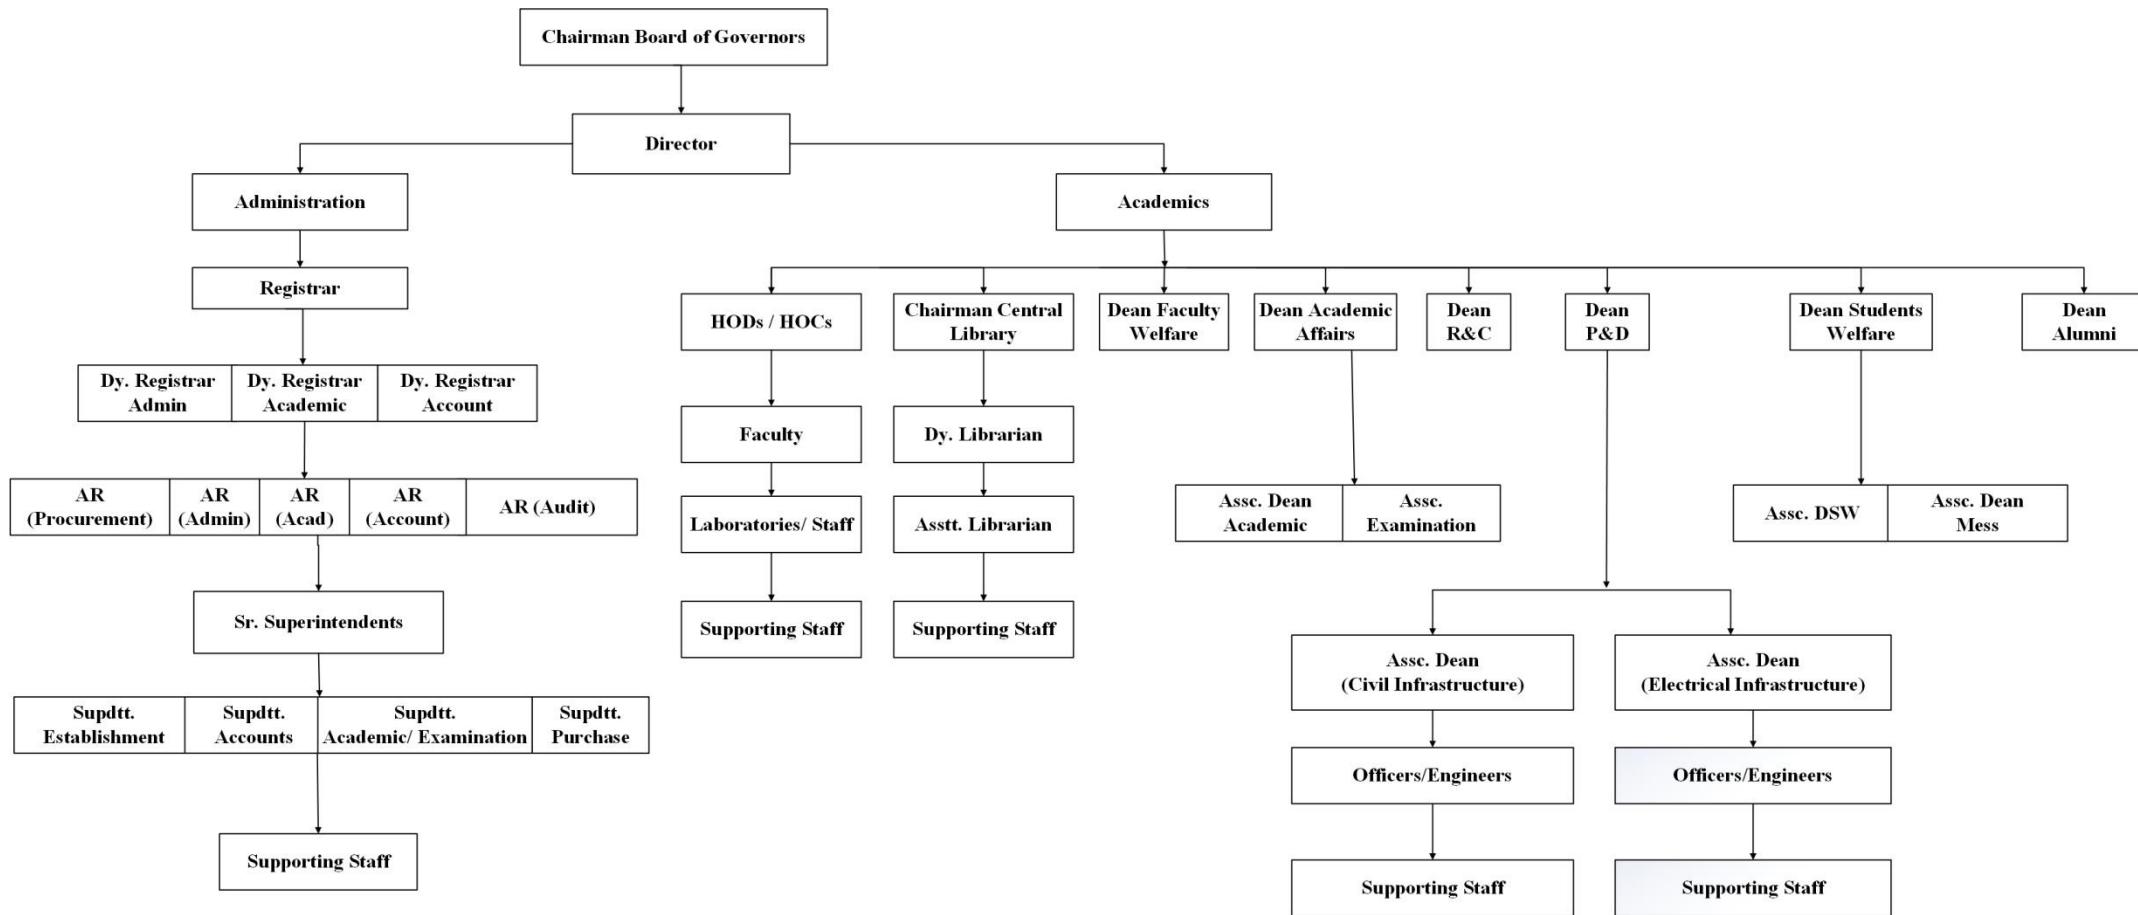 Chairman Board of Governors
Director
Administration
Academics
Registrar
HODs / HOCs
Chairman Central
Library
Dean Faculty
Welfare
Dean Academic
Affairs
Dean
R&C
Dean
P&D
Dean Students
Welfare
Dean
Alumni
Dy. Registrar
Admin
Dy. Registrar
Academic
Dy. Registrar
Account
Faculty
Dy. Librarian
AR
(Procurement)
AR
(Admin)
AR
(Acad)
AR
(Account)
AR (Audit)
Laboratories/ Staff
Asstt. Librarian
Assc. Dean
Academic
Assc.
Examination
Assc. DSW
Assc. Dean
Mess
Sr. Superintendents
Supporting Staff
Supporting Staff
Assc. Dean
(Civil Infrastructure)
Assc. Dean
(Electrical Infrastructure)
Supdtt.
Establishment
Supdtt.
Accounts
Supdtt.
Academic/ Examination
Supdtt.
Purchase
Officers/Engineers
Officers/Engineers
Supporting Staff
Supporting Staff
Supporting Staff